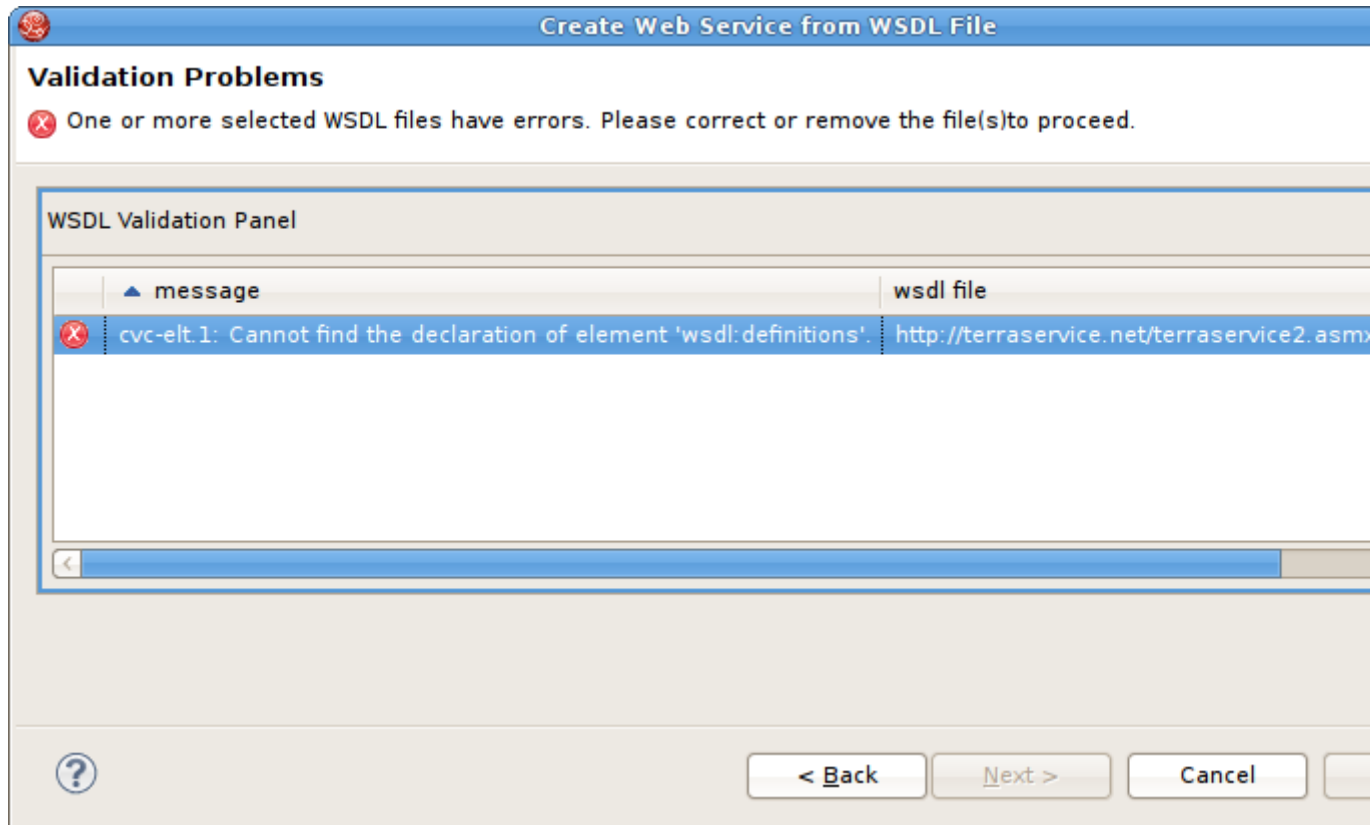 Create Web Service from WSDL File
Validation Problems
One or more selected WSDL files have errors. Please correct or remove the file(s)to proceed.
WSDL Validation Panel
message wsdl file
cvc-elt.1: Cannot find the declaration of element 'wsdl:definitions'. http://terraservice.net/terraservice2.asmx
< Back Next > Cancel